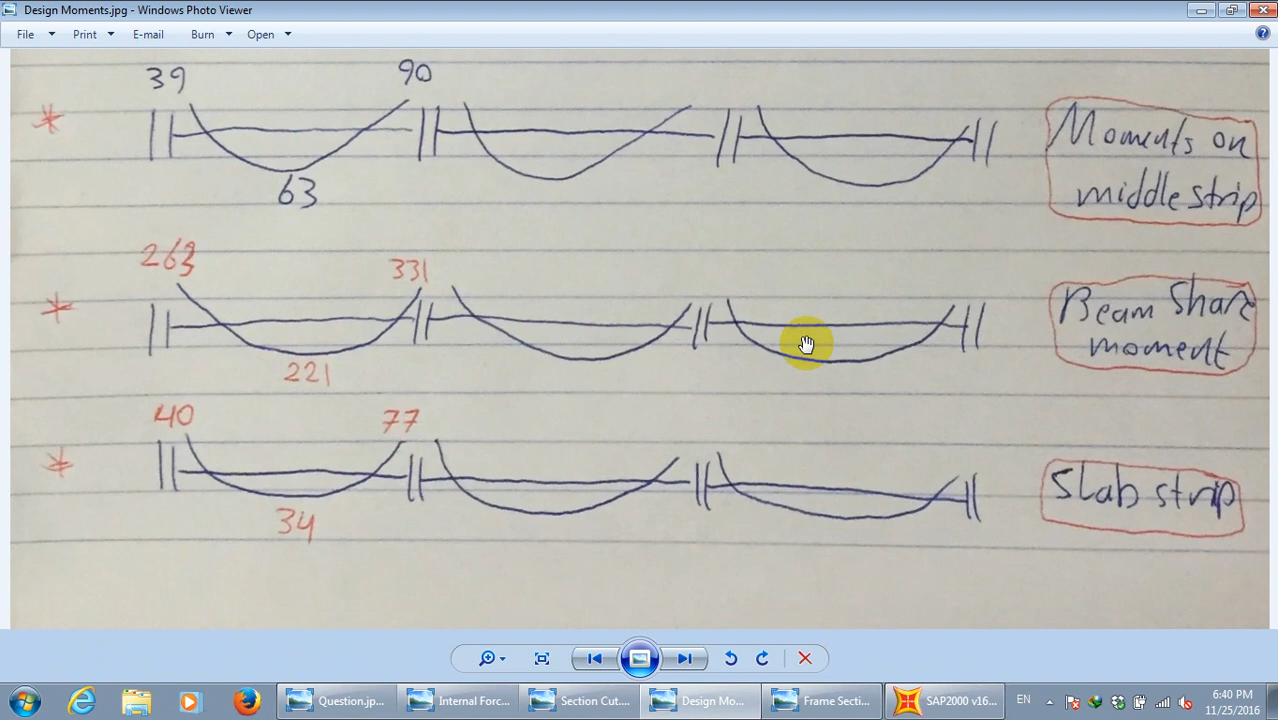 Design Moments.jpg - Windows Photo Viewer
File Print E-mail Burn Open
39 90
Moments on
middle strip
63
263 331
Beam Share
moment
221
40 77
Slab strip
34
Question.jp... Internal Forc... Section Cut.... Design Mo... Frame Secti... SAP2000 v16... EN 6:40 PM
11/25/2016